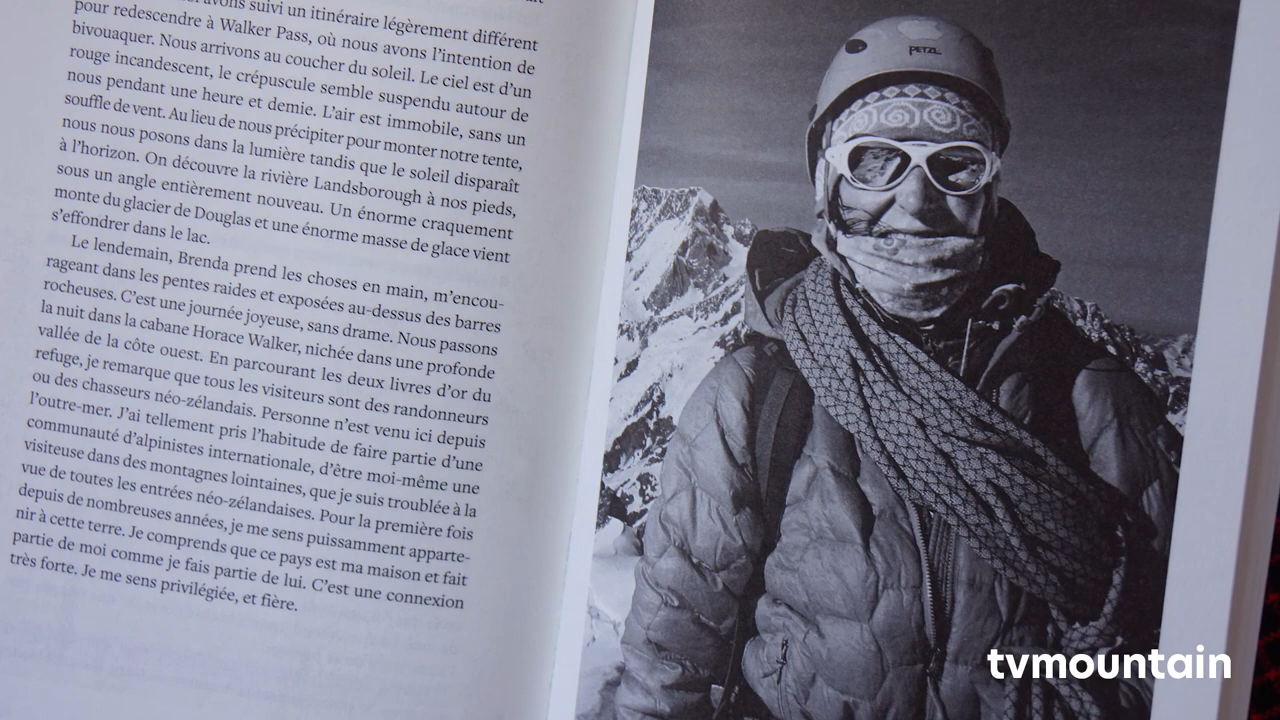 avons suivi un itinéraire légèrement différent
pour redescendre à Walker Pass, où nous avons l'intention de
bivouaquer. Nous arrivons au coucher du soleil. Le ciel est d'un
rouge incandescent, le crépuscule semble suspendu autour de
nous pendant une heure et demie. L'air est immobile, sans un
souffle de vent. Au lieu de nous précipiter pour monter notre tente,
nous nous posons dans la lumière tandis que le soleil disparaît
à l'horizon. On découvre la rivière Landsborough à nos pieds,
sous un angle entièrement nouveau. Un énorme craquement
monte du glacier de Douglas et une énorme masse de glace vient
s'effondrer dans le lac.
Le lendemain, Brenda prend les choses en main, m'encou-
rageant dans les pentes raides et exposées au-dessus des barres
rocheuses. C'est une journée joyeuse, sans drame. Nous passons
la nuit dans la cabane Horace Walker, nichée dans une profonde
vallée de la côte ouest. En parcourant les deux livres d'or du
refuge, je remarque que tous les visiteurs sont des randonneurs
ou des chasseurs néo-zélandais. Personne n'est venu ici depuis
l'outre-mer. J'ai tellement pris l'habitude de faire partie d'une
communauté d'alpinistes internationale, d'être moi-même une
visiteuse dans des montagnes lointaines, que je suis troublée à la
vue de toutes les entrées néo-zélandaises. Pour la première fois
depuis de nombreuses années, je me sens puissamment apparte-
nir à cette terre. Je comprends que ce pays est ma maison et fait
partie de moi comme je fais partie de lui. C'est une connexion
très forte. Je me sens privilégiée, et fière.
PETZL
tvmountain